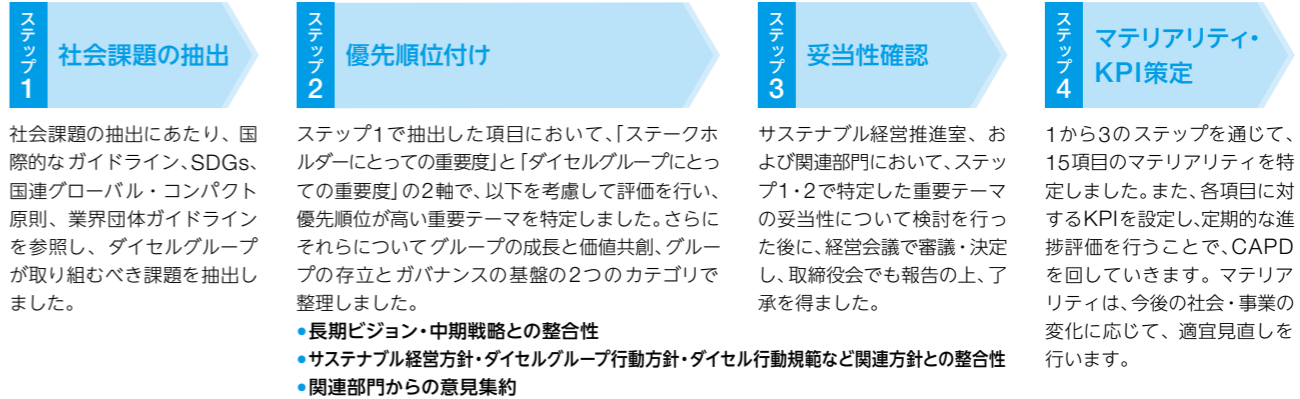 ステップ1
社会課題の抽出
社会課題の抽出にあたり、国
際的なガイドライン、SDGs、
国連グローバル・コンパクト
原則、業界団体ガイドライン
を参照し、ダイセルグループ
が取り組むべき課題を抽出し
ました。
ステップ2
優先順位付け
ステップ1で抽出した項目において、「ステークホ
ルダーにとっての重要度」と「ダイセルグループにとっ
ての重要度」の2軸で、以下を考慮して評価を行い、
優先順位が高い重要テーマを特定しました。さらに
それらについてグループの成長と価値共創、グルー
プの存立とガバナンスの基盤の2つのカテゴリで
整理しました。
●長期ビジョン・中期戦略との整合性
●サステナブル経営方針・ダイセルグループ行動方針・ダイセル行動規範など関連方針との整合性
●関連部門からの意見集約
ステップ3
妥当性確認
サステナブル経営推進室、お
よび関連部門において、ステッ
プ1・2で特定した重要テーマ
の妥当性について検討を行っ
た後に、経営会議で審議・決定
し、取締役会でも報告の上、了
承を得ました。
ステップ4
マテリアリティ・
KPI策定
1から3のステップを通じて、
15項目のマテリアリティを特
定しました。また、各項目に対
するKPIを設定し、定期的な進
捗評価を行うことで、CAPD
を回していきます。マテリア
リティは、今後の社会・事業の
変化に応じて、適宜見直しを
行います。